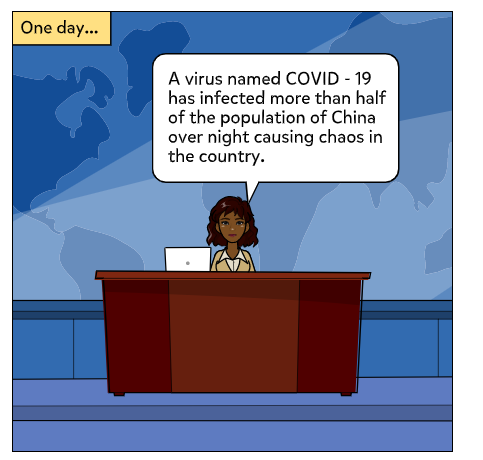 One day...
A virus named COVID - 19
has infected more than half
of the population of China
over night causing chaos in
the country.